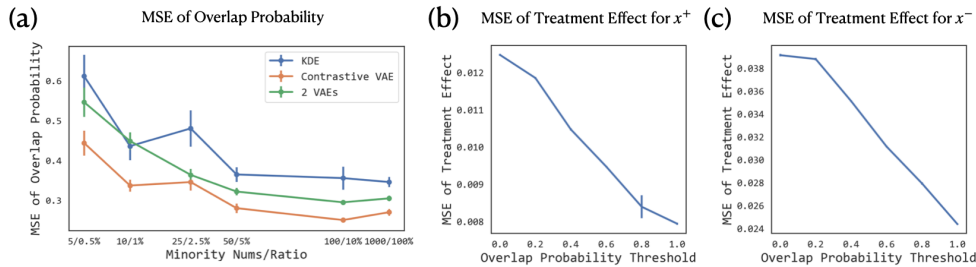 (a)
MSE of Overlap Probability
MSE of Overlap Probability
0.6
0.5
0.4
0.3
KDE
Contrastive VAE
2 VAEs
5/0.5% 10/1% 25/2.5% 50/5% 100/10% 1000/100%
Minority Nums/Ratio
(b)
MSE of Treatment Effect for x+
MSE of Treatment Effect
0.012
0.011
0.010
0.009
0.008
0.0 0.2 0.4 0.6 0.8 1.0
Overlap Probability Threshold
(c)
MSE of Treatment Effect for x−
MSE of Treatment Effect
0.038
0.036
0.034
0.032
0.030
0.028
0.026
0.024
0.0 0.2 0.4 0.6 0.8 1.0
Overlap Probability Threshold